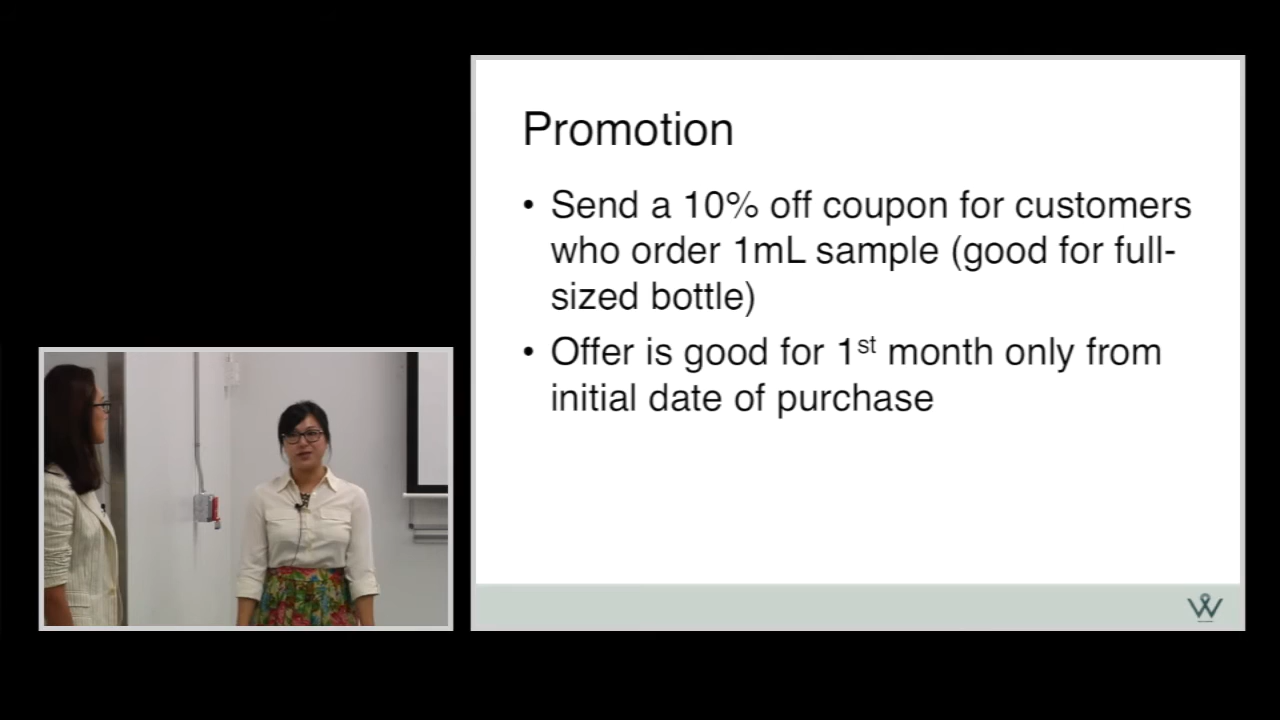 Promotion
• Send a 10% off coupon for customers
who order 1mL sample (good for full-
sized bottle)
• Offer is good for 1st month only from
initial date of purchase
W